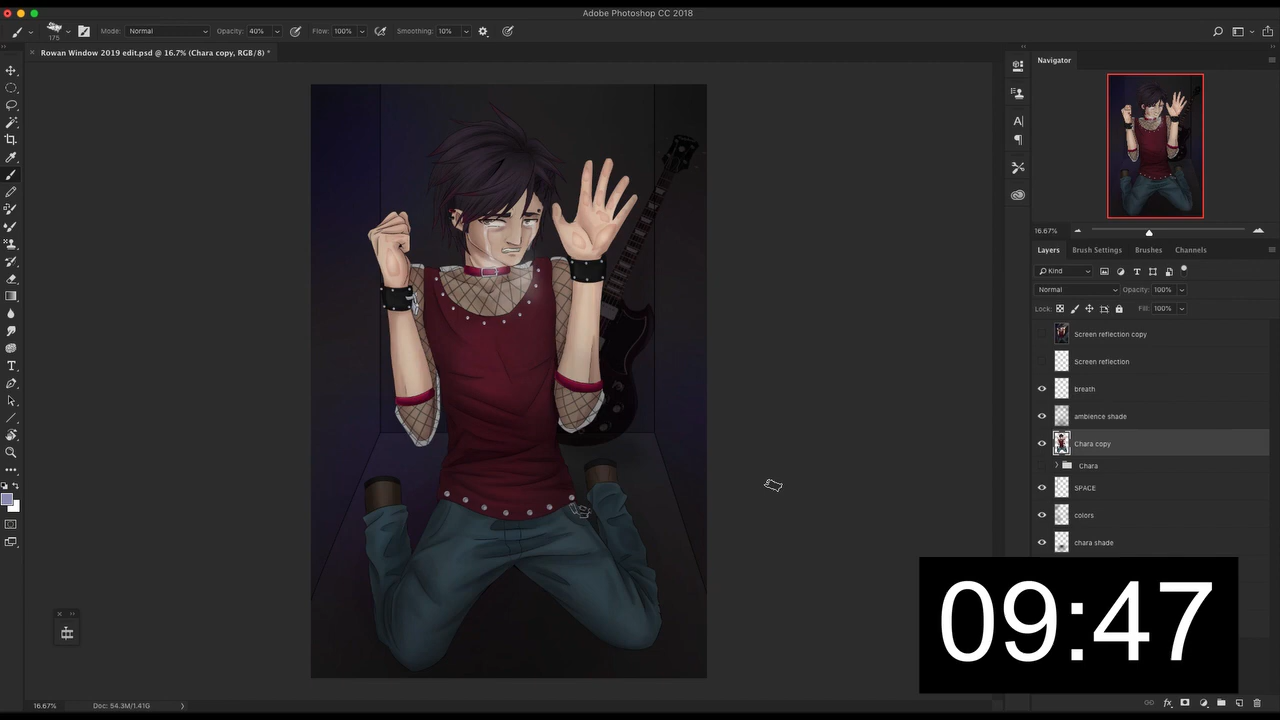 Adobe Photoshop CC 2018
175 Mode: Normal Opacity: 40% Flow: 100% Smoothing: 10%
Rowan Window 2019 edit.psd @ 16.7% (Chara copy, RGB/8) *
Navigator
16.67%
Layers Brush Settings Brushes Channels
Kind
Normal Opacity: 100%
Lock: Fill: 100%
Screen reflection copy
Screen reflection
breath
ambience shade
Chara copy
Chara
SPACE
colors
chara shade
09:47
16.67% Doc: 54.3M/1.41G